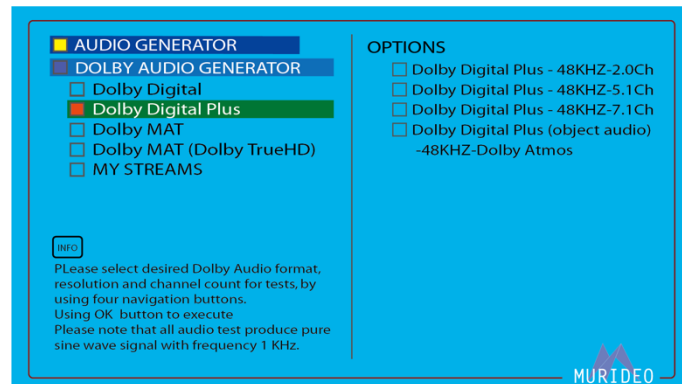 AUDIO GENERATOR
DOLBY AUDIO GENERATOR
Dolby Digital
Dolby Digital Plus
Dolby MAT
Dolby MAT (Dolby TrueHD)
MY STREAMS
INFO
PLease select desired Dolby Audio format,
resolution and channel count for tests, by
using four navigation buttons.
Using OK button to execute
Please note that all audio test produce pure
sine wave signal with frequency 1 KHz.
OPTIONS
Dolby Digital Plus - 48KHZ-2.0Ch
Dolby Digital Plus - 48KHZ-5.1Ch
Dolby Digital Plus - 48KHZ-7.1Ch
Dolby Digital Plus (object audio)
-48KHZ-Dolby Atmos
MURIDEO